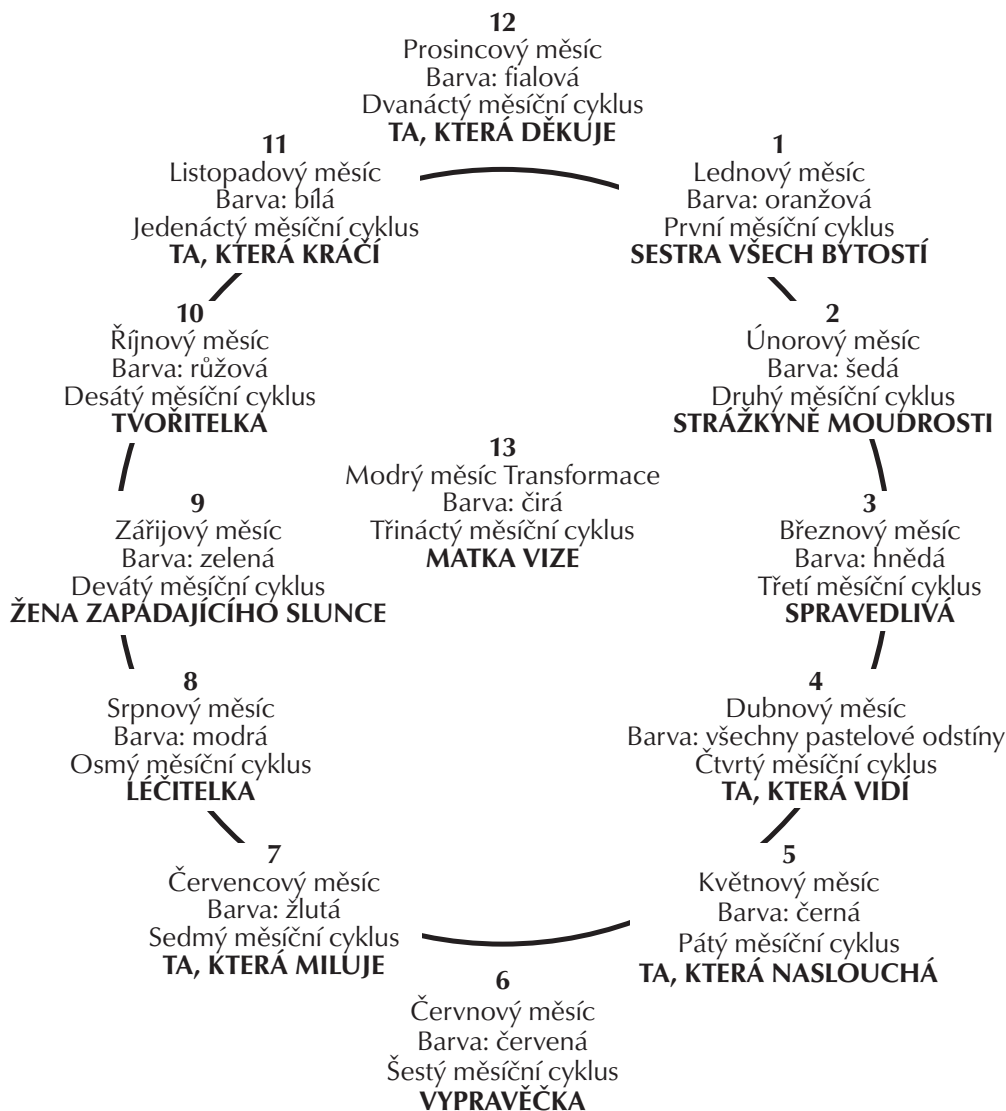 12
Prosincový měsíc
Barva: fialová
Dvanáctý měsíční cyklus
TA, KTERÁ DĚKUJE
1
Lednový měsíc
Barva: oranžová
První měsíční cyklus
SESTRA VŠECH BYTOSTÍ
2
Únorový měsíc
Barva: šedá
Druhý měsíční cyklus
STRÁŽKYNĚ MOUDROSTI
3
Březnový měsíc
Barva: hnědá
Třetí měsíční cyklus
SPRAVEDLIVÁ
4
Dubnový měsíc
Barva: všechny pastelové odstíny
Čtvrtý měsíční cyklus
TA, KTERÁ VIDÍ
5
Květnový měsíc
Barva: černá
Pátý měsíční cyklus
TA, KTERÁ NASLOUCHÁ
6
Červnový měsíc
Barva: červená
Šestý měsíční cyklus
VYPRAVĚČKA
7
Červencový měsíc
Barva: žlutá
Sedmý měsíční cyklus
TA, KTERÁ MILUJE
8
Srpnový měsíc
Barva: modrá
Osmý měsíční cyklus
LÉČITELKA
9
Zářijový měsíc
Barva: zelená
Devátý měsíční cyklus
ŽENA ZAPADAJÍCÍHO SLUNCE
10
Říjnový měsíc
Barva: růžová
Desátý měsíční cyklus
TVOŘITELKA
11
Listopadový měsíc
Barva: bílá
Jedenáctý měsíční cyklus
TA, KTERÁ KRÁČÍ
13
Modrý měsíc Transformace
Barva: čirá
Třináctý měsíční cyklus
MATKA VIZE